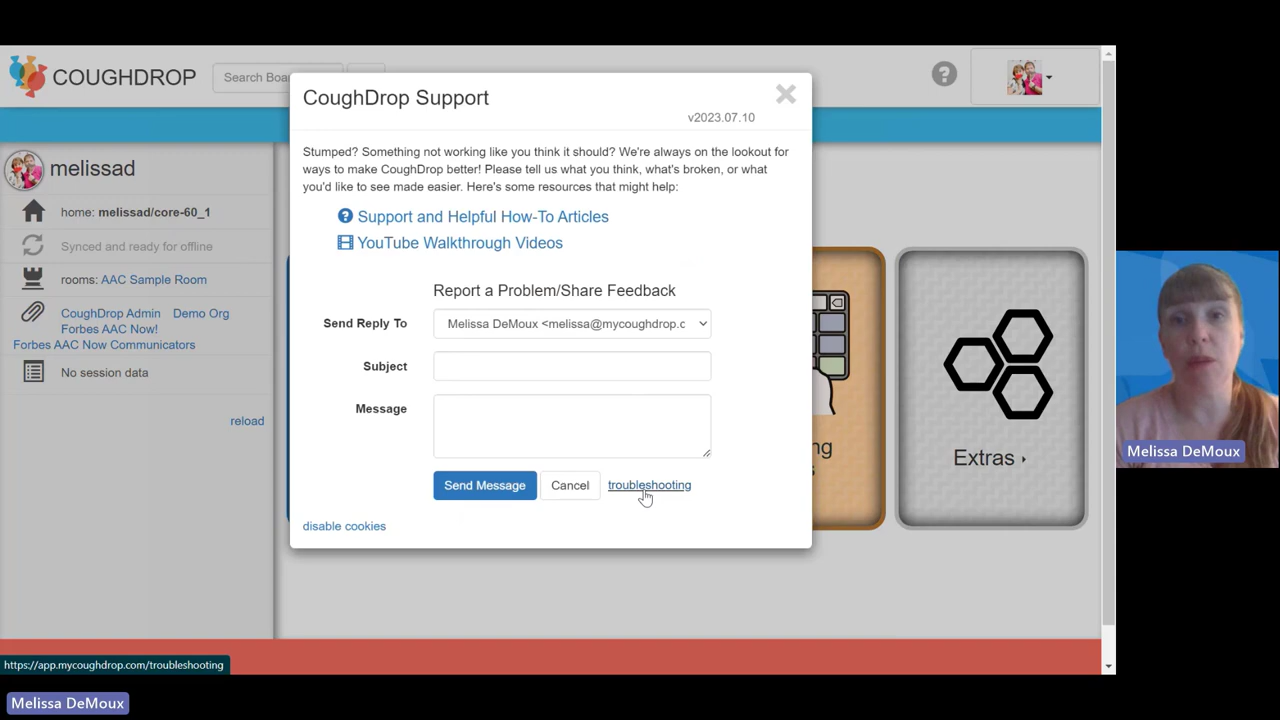 COUGHDROP
Search Boar
melissad
home: melissad/core-60_1
Synced and ready for offline
rooms: AAC Sample Room
CoughDrop Admin Demo Org
Forbes AAC Now!
Forbes AAC Now Communicators
No session data
reload
CoughDrop Support
v2023.07.10
Stumped? Something not working like you think it should? We're always on the lookout for
ways to make CoughDrop better! Please tell us what you think, what's broken, or what
you'd like to see made easier. Here's some resources that might help:
Support and Helpful How-To Articles
YouTube Walkthrough Videos
Report a Problem/Share Feedback
Send Reply To
Melissa DeMoux <melissa@mycoughdrop.c
Subject
Message
Send Message Cancel troubleshooting
disable cookies
ng
s
Extras
Melissa DeMoux
https://app.mycoughdrop.com/troubleshooting
Melissa DeMoux